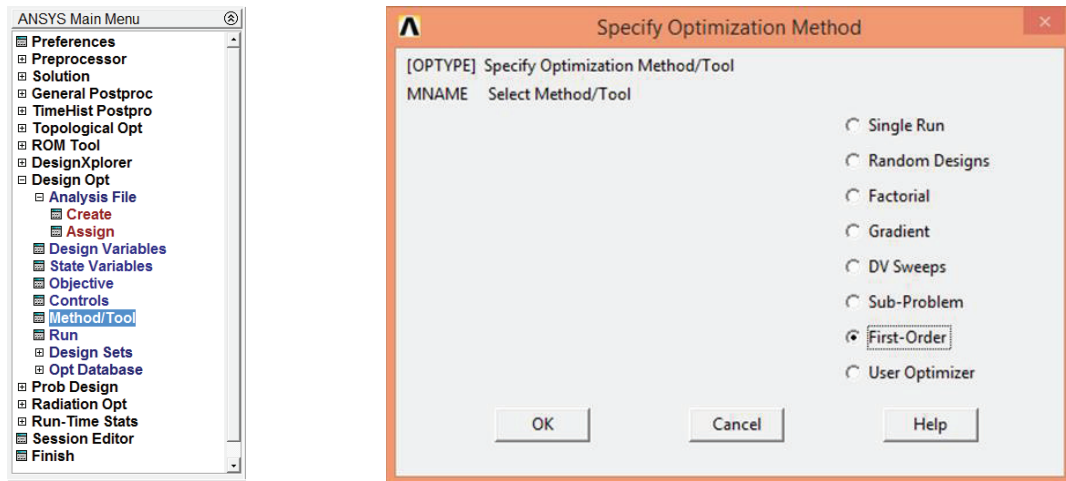 ANSYS Main Menu
Preferences
Preprocessor
Solution
General Postproc
TimeHist Postpro
Topological Opt
ROM Tool
DesignXplorer
Design Opt
Analysis File
Create
Assign
Design Variables
State Variables
Objective
Controls
Method/Tool
Run
Design Sets
Opt Database
Prob Design
Radiation Opt
Run-Time Stats
Session Editor
Finish
Specify Optimization Method
[OPTYPE] Specify Optimization Method/Tool
MNAME Select Method/Tool
Single Run
Random Designs
Factorial
Gradient
DV Sweeps
Sub-Problem
First-Order
User Optimizer
OK Cancel Help